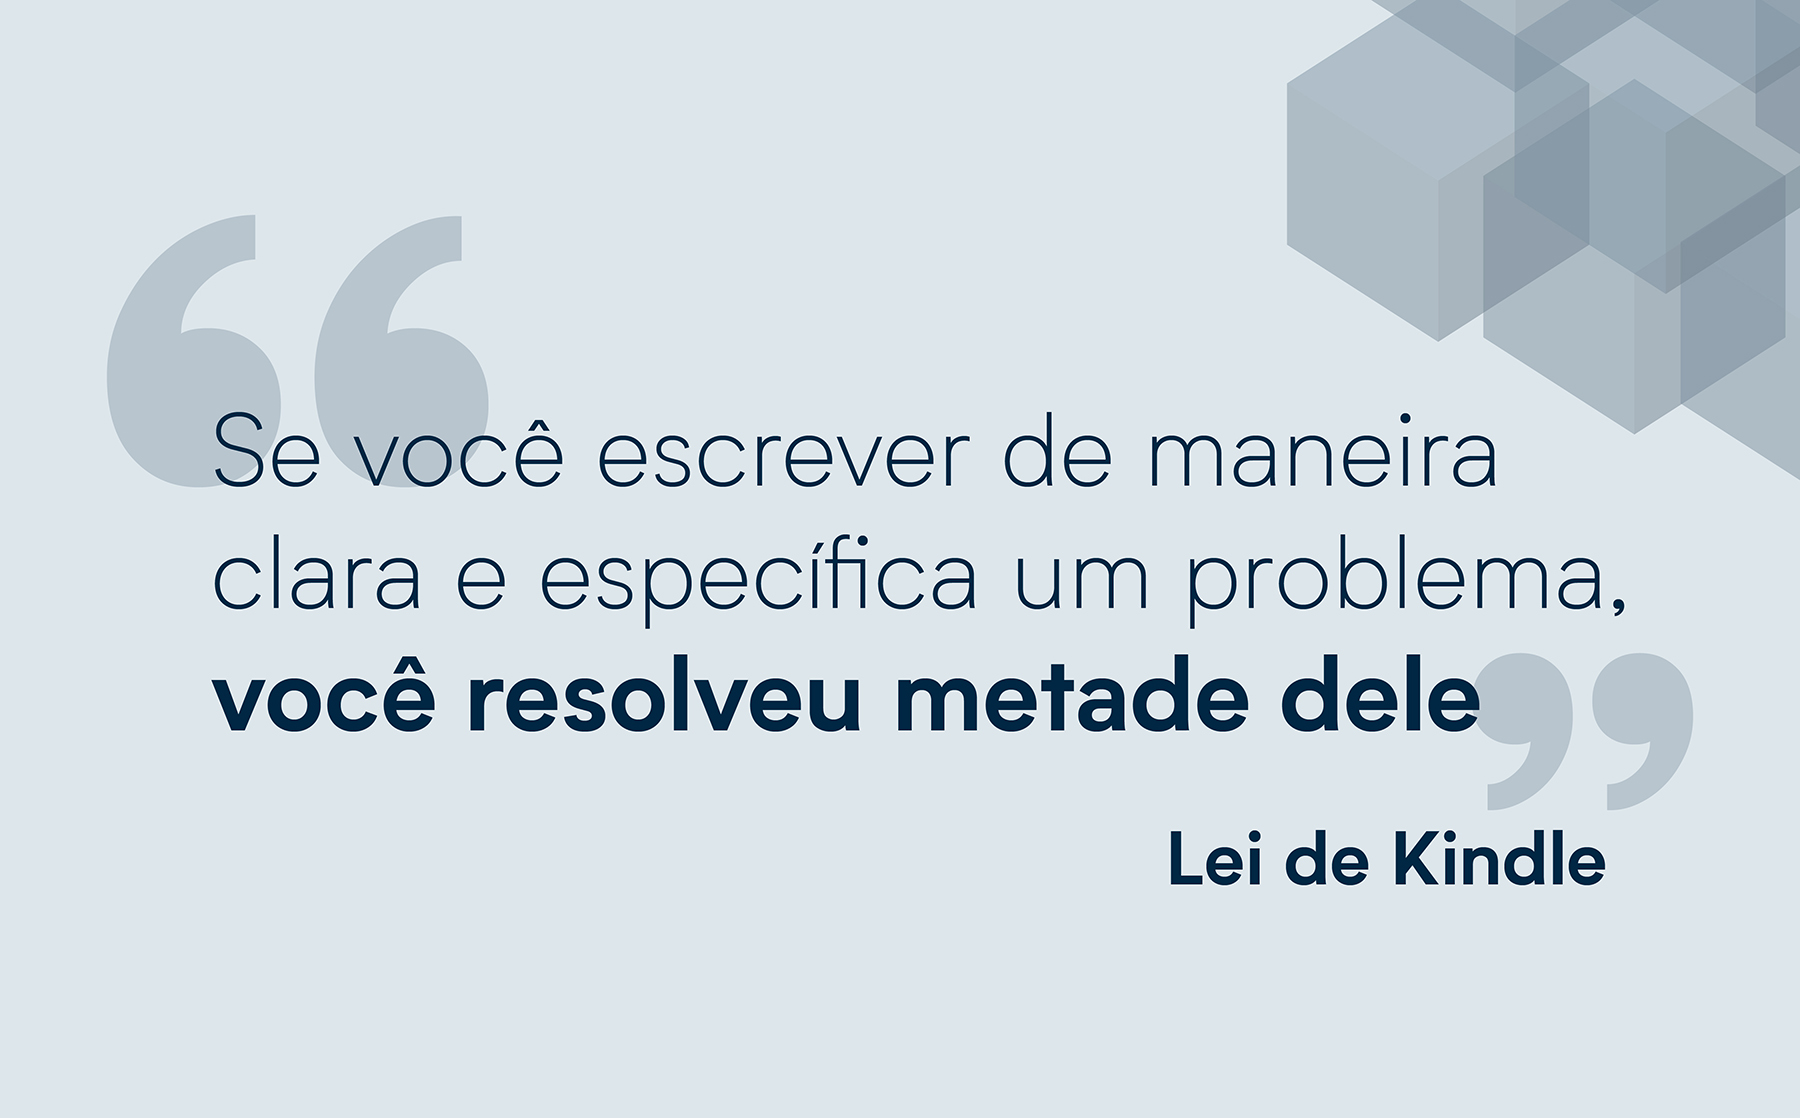 Se você escrever de maneira
clara e específica um problema,
você resolveu metade dele
Lei de Kindle